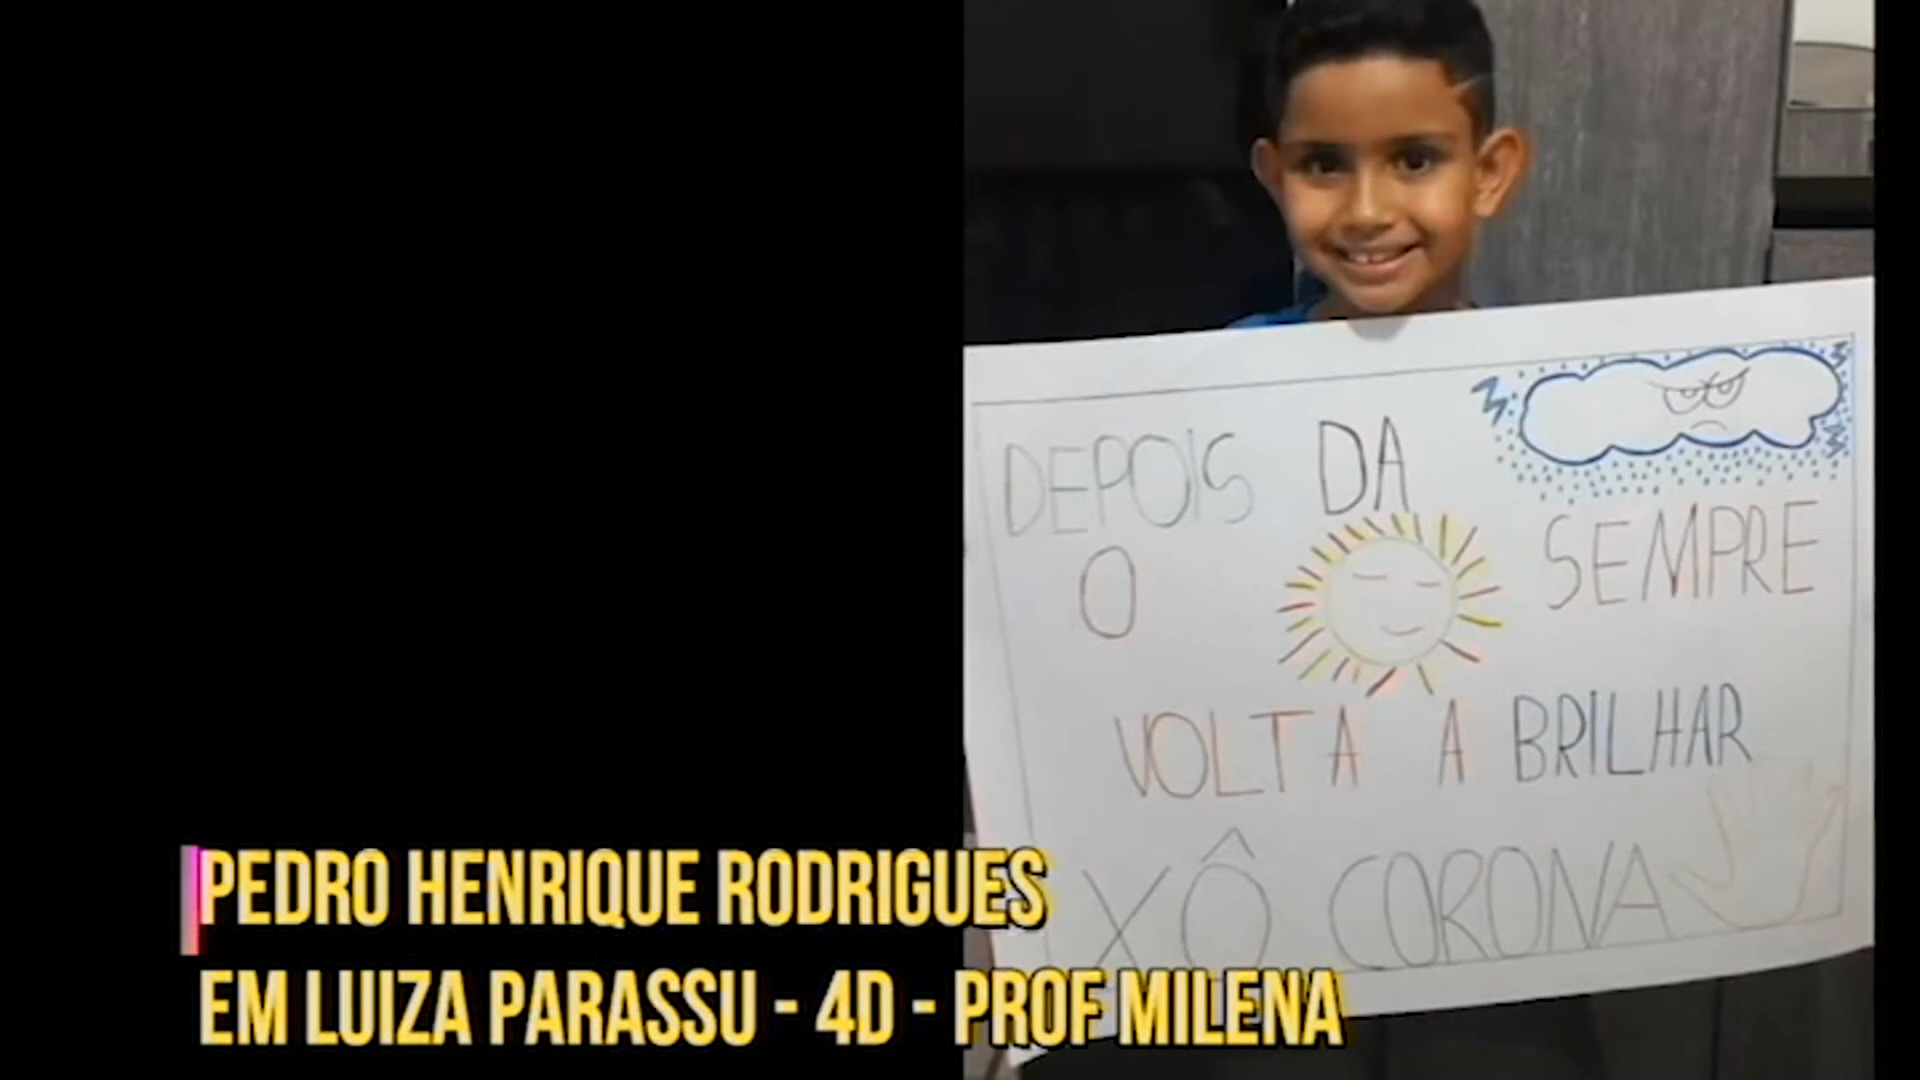 DEPOIS DA
O SEMPRE
VOLTA A BRILHAR
XÔ CORONA
PEDRO HENRIQUE RODRIGUES
EM LUIZA PARASSU - 4D - PROF MILENA